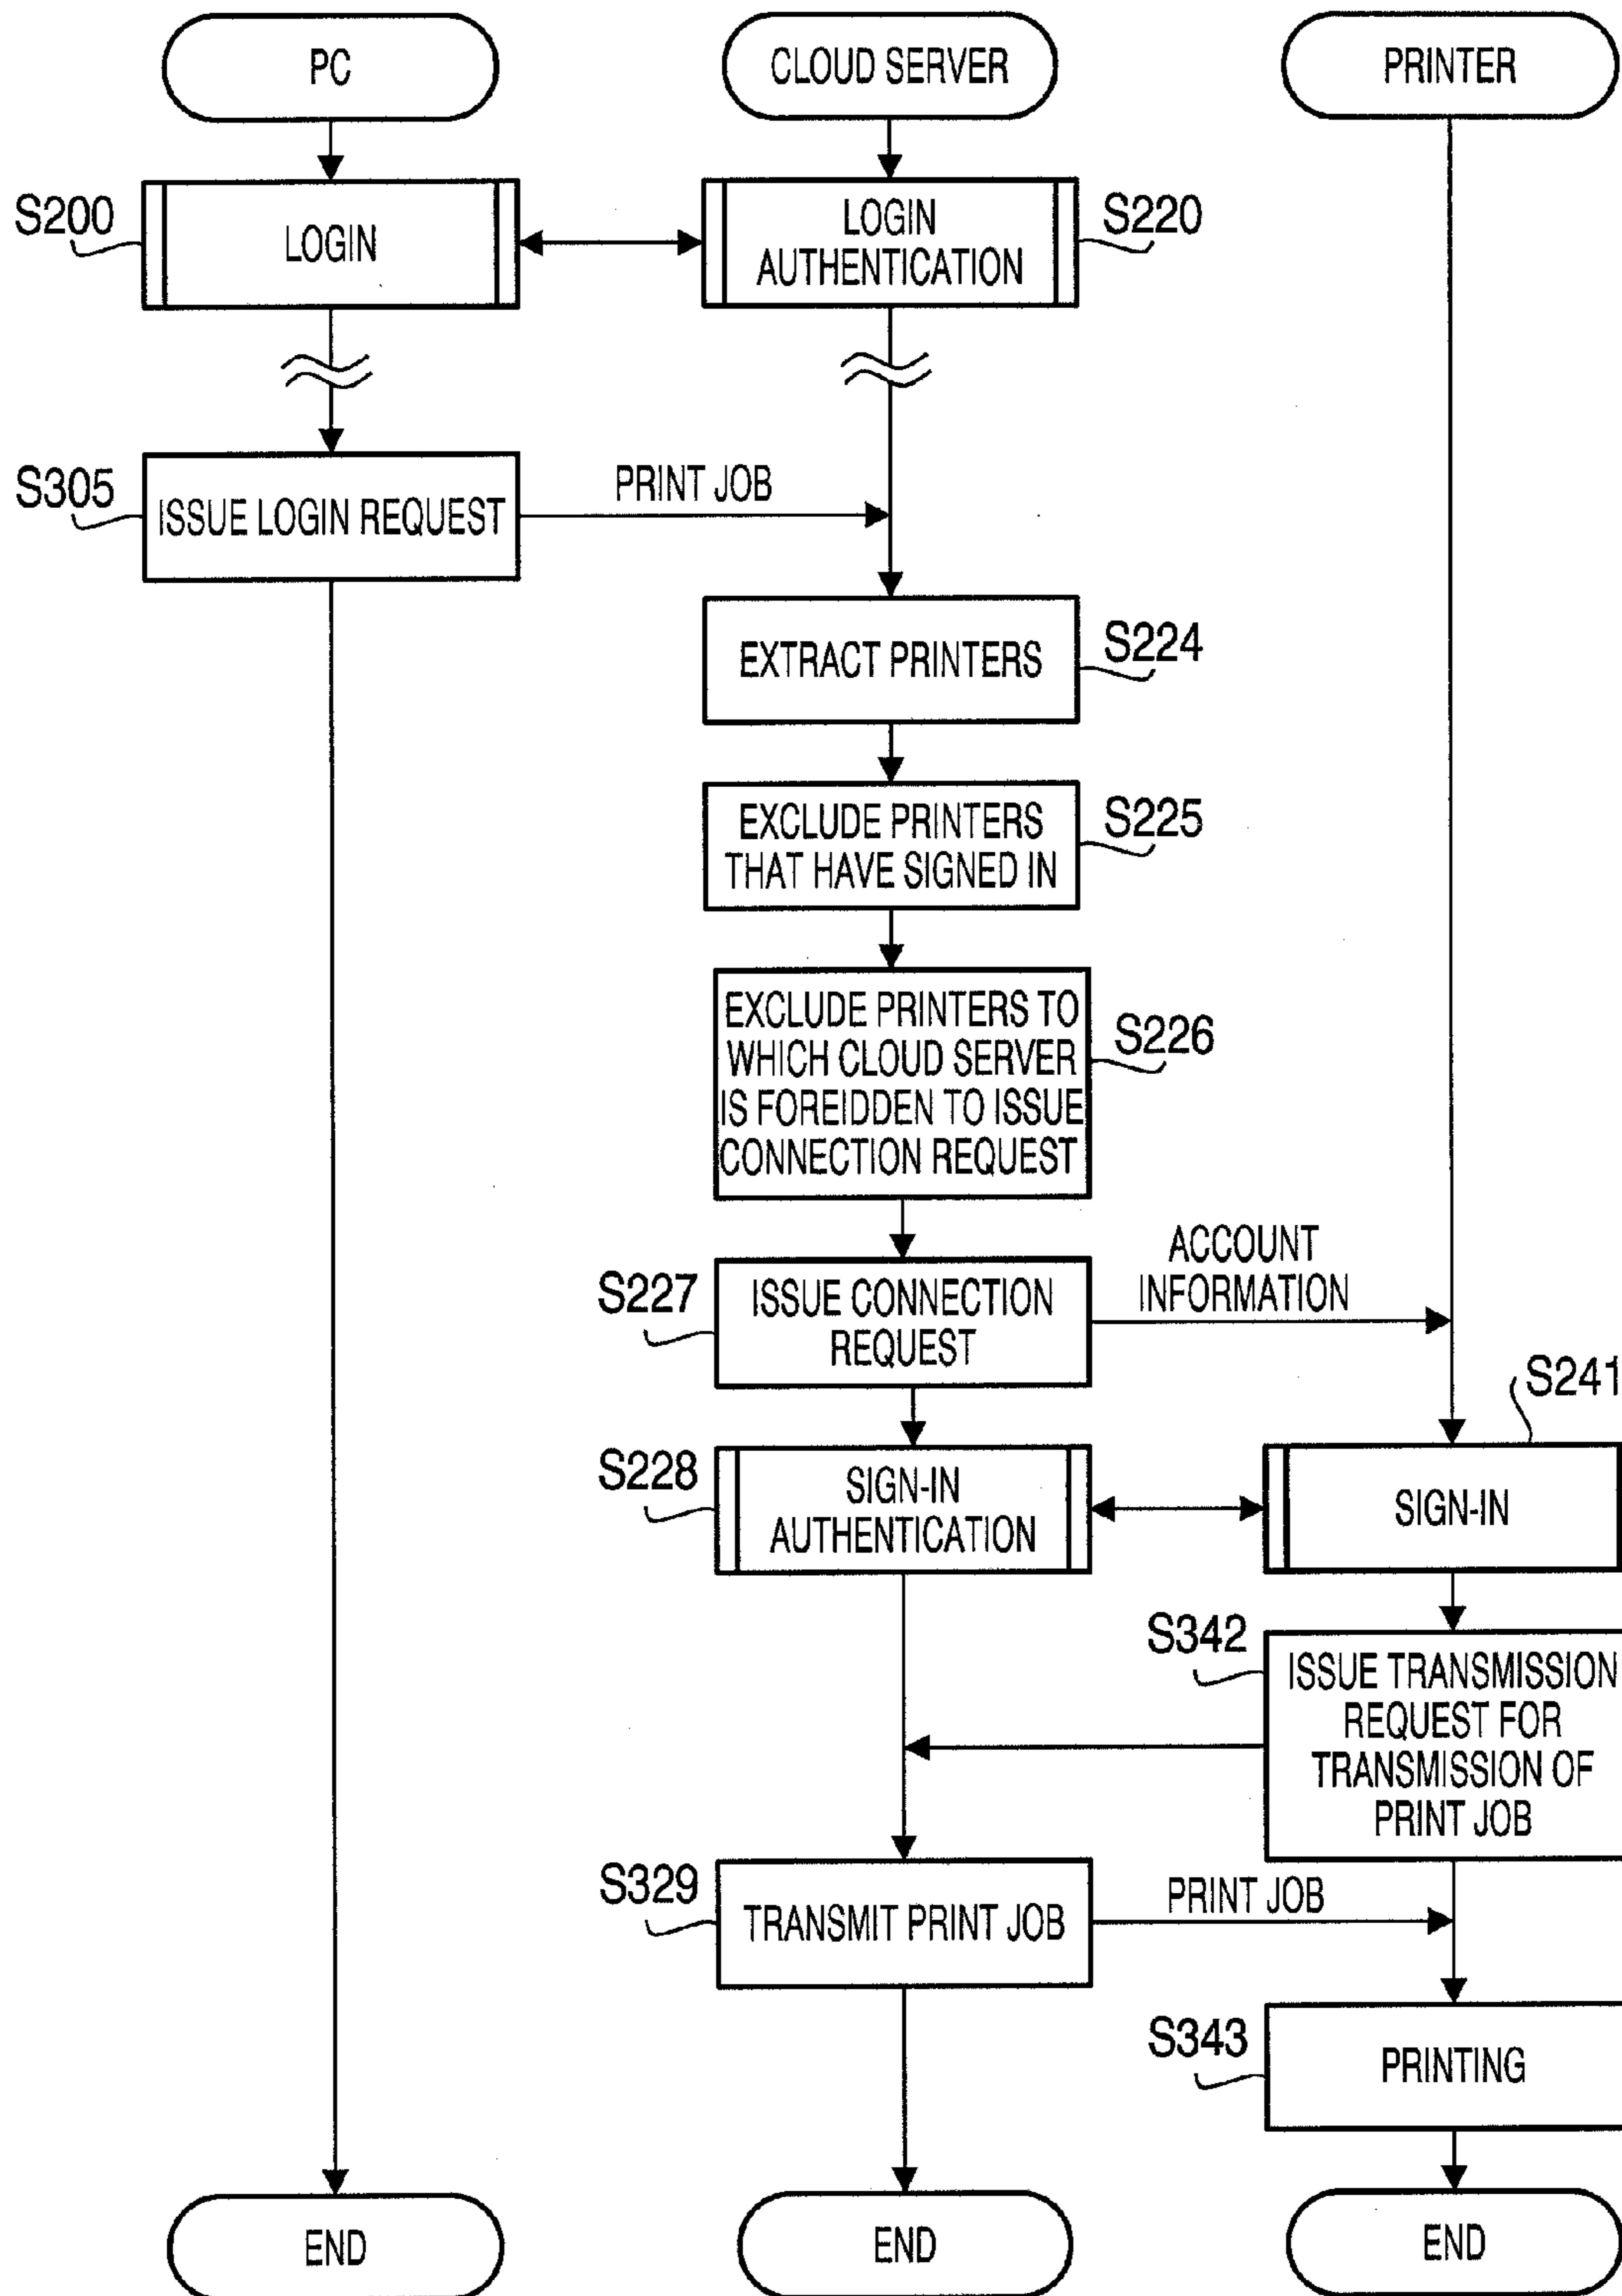 PC
CLOUD SERVER
PRINTER
S200
LOGIN
LOGIN
AUTHENTICATION
S220
S305
ISSUE LOGIN REQUEST
PRINT JOB
EXTRACT PRINTERS
S224
EXCLUDE PRINTERS
THAT HAVE SIGNED IN
S225
EXCLUDE PRINTERS TO
WHICH CLOUD SERVER
IS FOREIDDEN TO ISSUE
CONNECTION REQUEST
S226
S227
ISSUE CONNECTION
REQUEST
ACCOUNT
INFORMATION
S241
S228
SIGN-IN
AUTHENTICATION
SIGN-IN
S342
ISSUE TRANSMISSION
REQUEST FOR
TRANSMISSION OF
PRINT JOB
S329
TRANSMIT PRINT JOB
PRINT JOB
S343
PRINTING
END
END
END